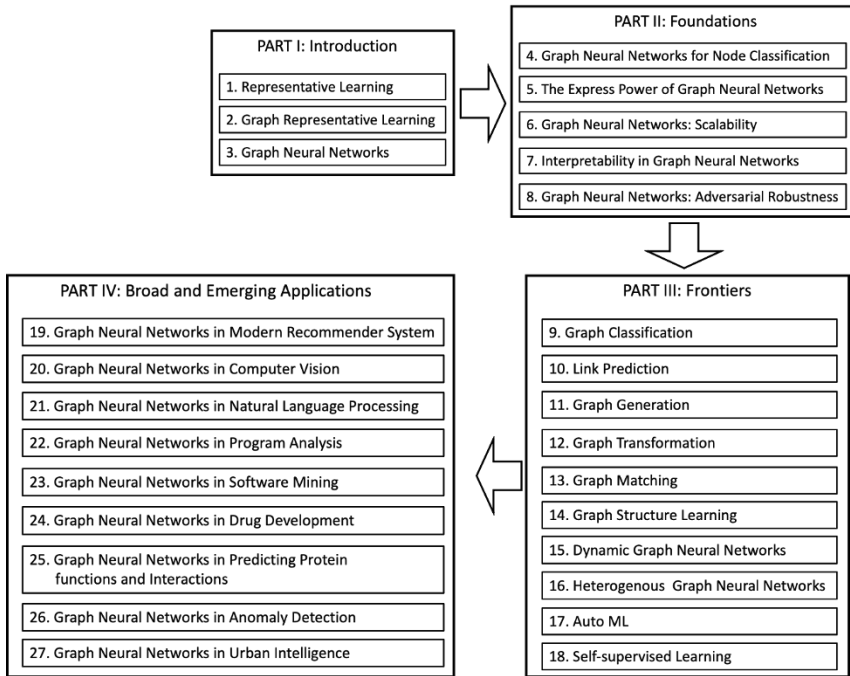 PART I: Introduction
1. Representative Learning
2. Graph Representative Learning
3. Graph Neural Networks
PART II: Foundations
4. Graph Neural Networks for Node Classification
5. The Express Power of Graph Neural Networks
6. Graph Neural Networks: Scalability
7. Interpretability in Graph Neural Networks
8. Graph Neural Networks: Adversarial Robustness
PART III: Frontiers
9. Graph Classification
10. Link Prediction
11. Graph Generation
12. Graph Transformation
13. Graph Matching
14. Graph Structure Learning
15. Dynamic Graph Neural Networks
16. Heterogenous Graph Neural Networks
17. Auto ML
18. Self-supervised Learning
PART IV: Broad and Emerging Applications
19. Graph Neural Networks in Modern Recommender System
20. Graph Neural Networks in Computer Vision
21. Graph Neural Networks in Natural Language Processing
22. Graph Neural Networks in Program Analysis
23. Graph Neural Networks in Software Mining
24. Graph Neural Networks in Drug Development
25. Graph Neural Networks in Predicting Protein
functions and Interactions
26. Graph Neural Networks in Anomaly Detection
27. Graph Neural Networks in Urban Intelligence